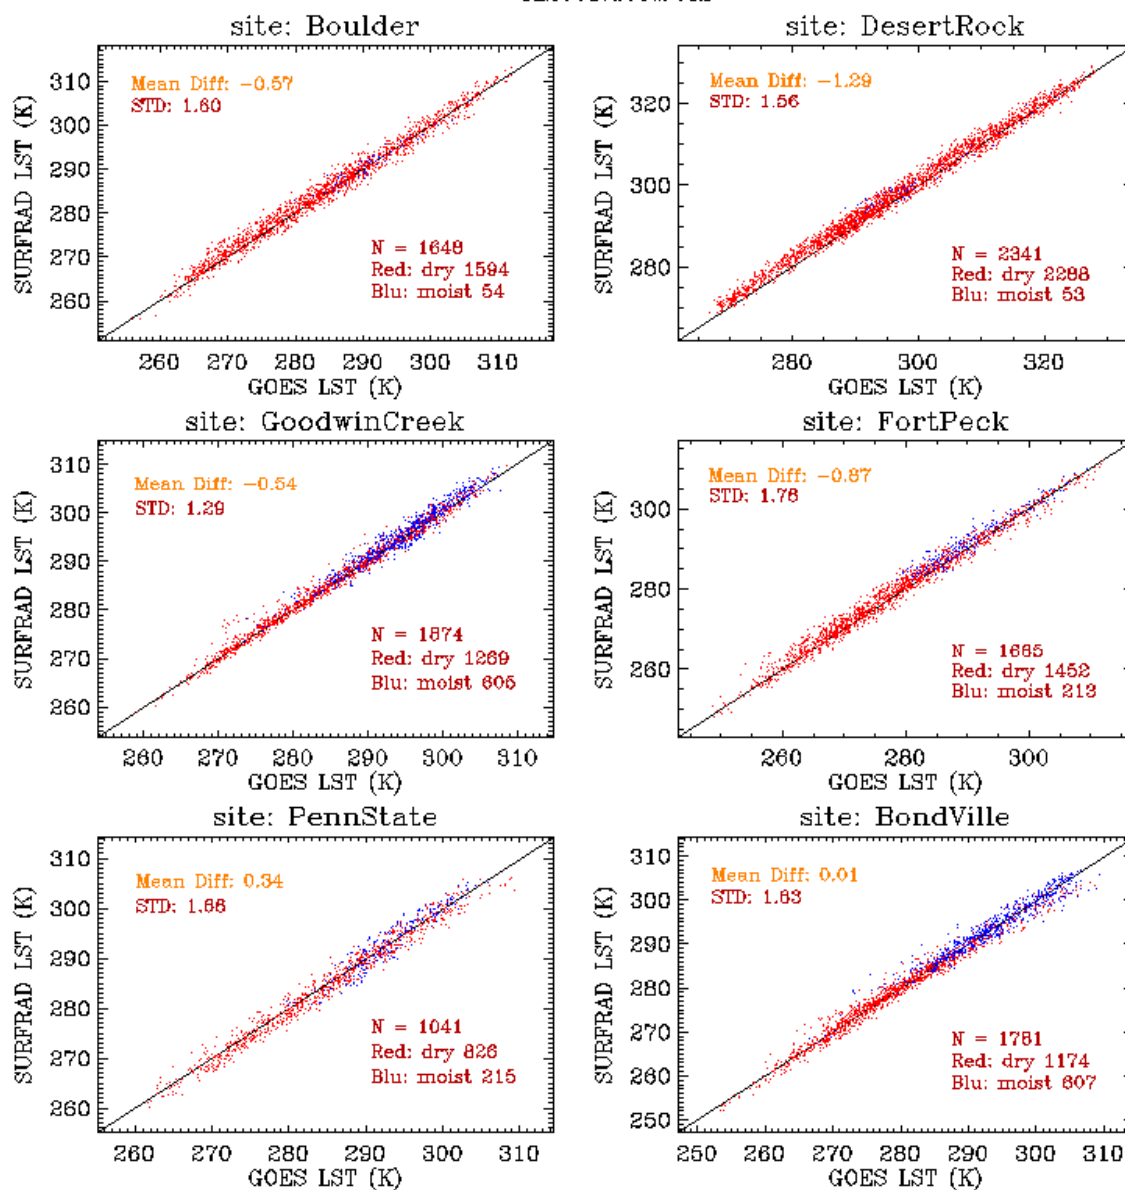 site: Boulder
Mean Diff: -0.57
STD: 1.60
N = 1648
Red: dry 1594
Blu: moist 54
SURFRAD LST (K)
310
300
290
280
270
260
260 270 280 290 300 310
GOES LST (K)
site: DesertRock
Mean Diff: -1.29
STD: 1.56
N = 2341
Red: dry 2288
Blu: moist 53
SURFRAD LST (K)
320
300
280
280 300 320
GOES LST (K)
site: GoodwinCreek
Mean Diff: -0.54
STD: 1.29
N = 1874
Red: dry 1269
Blu: moist 605
SURFRAD LST (K)
310
300
290
280
270
260
260 270 280 290 300 310
GOES LST (K)
site: FortPeck
Mean Diff: -0.87
STD: 1.76
N = 1665
Red: dry 1452
Blu: moist 213
SURFRAD LST (K)
300
280
260
260 280 300
GOES LST (K)
site: PennState
Mean Diff: 0.34
STD: 1.66
N = 1041
Red: dry 826
Blu: moist 215
SURFRAD LST (K)
310
300
290
280
270
260
260 270 280 290 300 310
GOES LST (K)
site: BondVille
Mean Diff: 0.01
STD: 1.63
N = 1781
Red: dry 1174
Blu: moist 607
SURFRAD LST (K)
310
300
290
280
270
260
250
250 260 270 280 290 300 310
GOES LST (K)